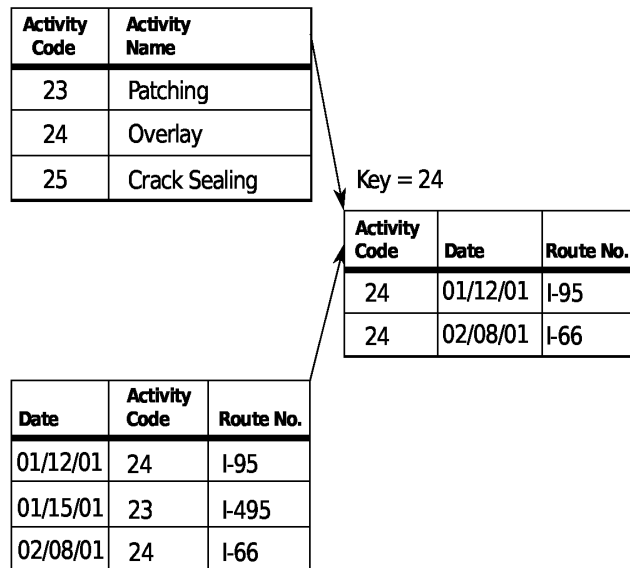 Activity Code Activity Name
23 Patching
24 Overlay
25 Crack Sealing
Key = 24
Activity Code Date Route No.
24 01/12/01 I-95
24 02/08/01 I-66
Date Activity Code Route No.
01/12/01 24 I-95
01/15/01 23 I-495
02/08/01 24 I-66